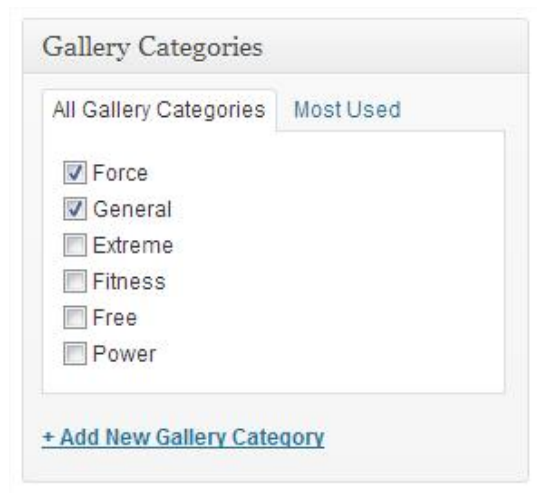 Gallery Categories
All Gallery Categories Most Used
Force
General
Extreme
Fitness
Free
Power
+ Add New Gallery Category